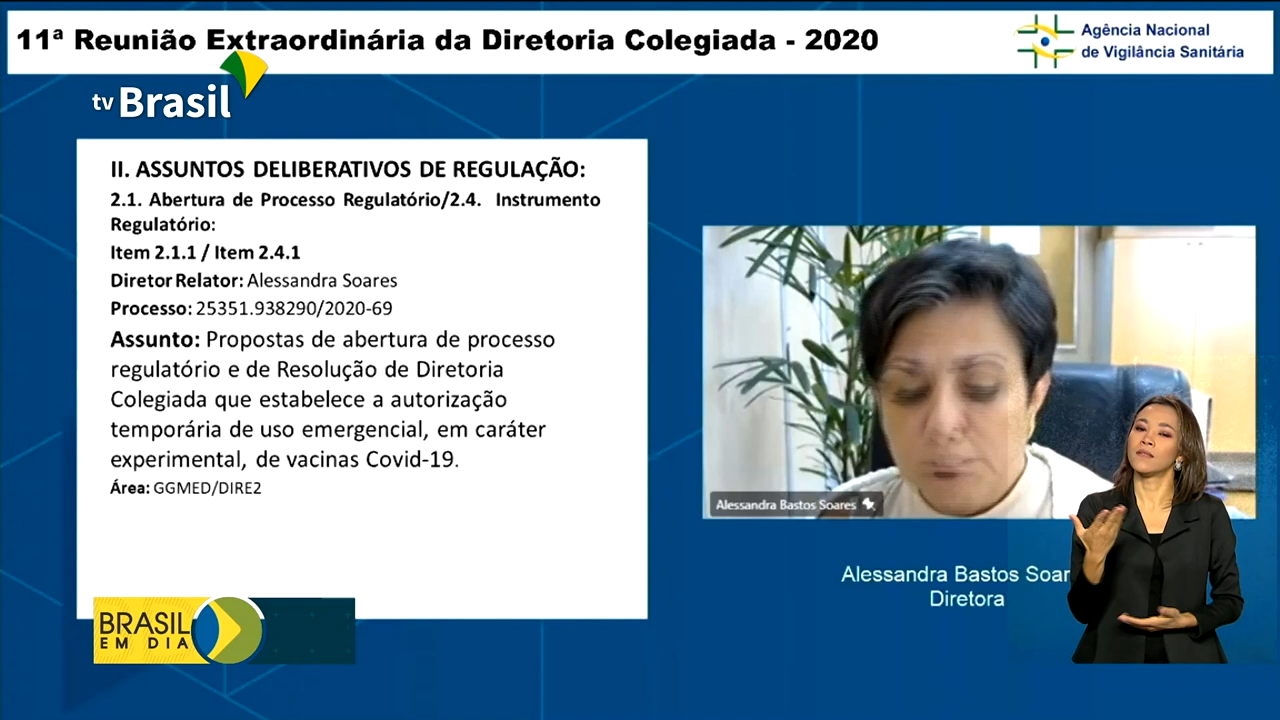 11ª Reunião Extraordinária da Diretoria Colegiada - 2020
Agência Nacional
de Vigilância Sanitária
tv Brasil
II. ASSUNTOS DELIBERATIVOS DE REGULAÇÃO:
2.1. Abertura de Processo Regulatório/2.4. Instrumento
Regulatório:
Item 2.1.1 / Item 2.4.1
Diretor Relator: Alessandra Soares
Processo: 25351.938290/2020-69
Assunto: Propostas de abertura de processo
regulatório e de Resolução de Diretoria
Colegiada que estabelece a autorização
temporária de uso emergencial, em caráter
experimental, de vacinas Covid-19.
Área: GGMED/DIRE2
Alessandra Bastos Soares
Alessandra Bastos Soar
Diretora
BRASIL
EM DIA